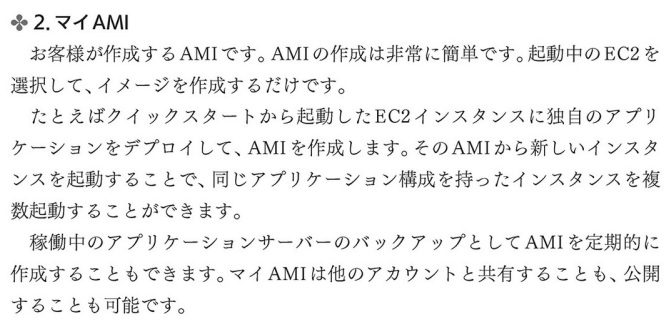 2. マイAMI
お客様が作成するAMIです。AMIの作成は非常に簡単です。起動中のEC2を
選択して、イメージを作成するだけです。
たとえばクイックスタートから起動したEC2インスタンスに独自のアプリ
ケーションをデプロイして、AMIを作成します。そのAMIから新しいインスタ
ンスを起動することで、同じアプリケーション構成を持ったインスタンスを複
数起動することができます。
稼働中のアプリケーションサーバーのバックアップとしてAMIを定期的に
作成することもできます。マイAMIは他のアカウントと共有することも、公開
することも可能です。